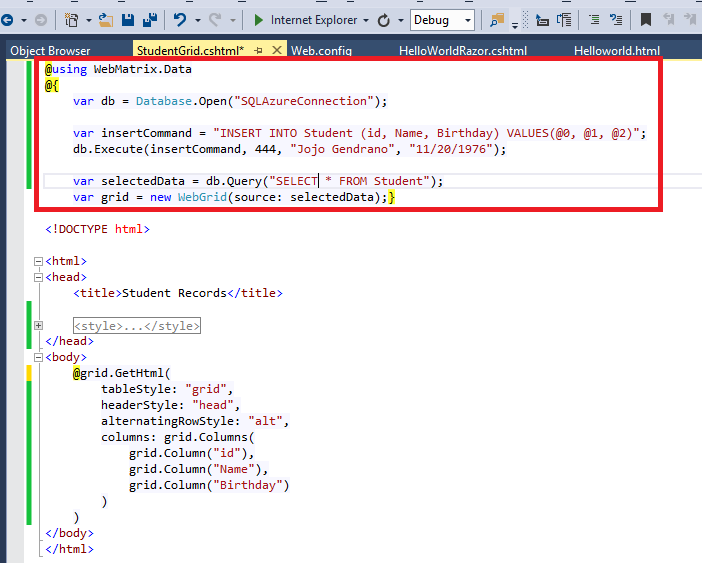 Internet Explorer Debug
Object Browser StudentGrid.cshtml* Web.config HelloWorldRazor.cshtml Helloworld.html
@using WebMatrix.Data
@{
var db = Database.Open("SQLAzureConnection");
var insertCommand = "INSERT INTO Student (id, Name, Birthday) VALUES(@0, @1, @2)";
db.Execute(insertCommand, 444, "Jojo Gendrano", "11/20/1976");
var selectedData = db.Query("SELECT * FROM Student");
var grid = new WebGrid(source: selectedData);}
<!DOCTYPE html>
<html>
<head>
<title>Student Records</title>
<style>...</style>
</head>
<body>
@grid.GetHtml(
tableStyle: "grid",
headerStyle: "head",
alternatingRowStyle: "alt",
columns: grid.Columns(
grid.Column("id"),
grid.Column("Name"),
grid.Column("Birthday")
)
)
</body>
</html>